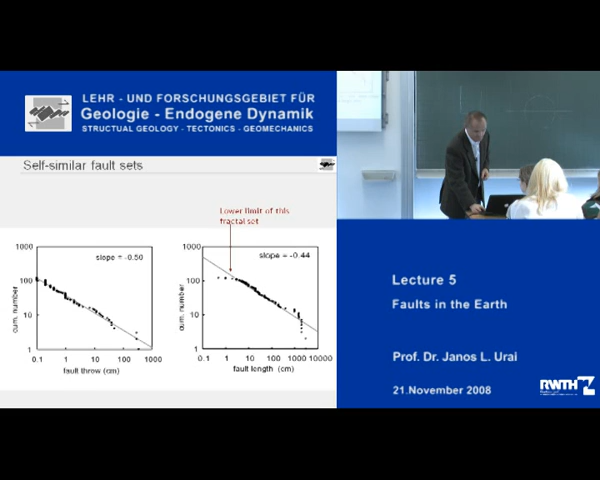 LEHR - UND FORSCHUNGSGEBIET FÜR
Geologie - Endogene Dynamik
STRUCTUAL GEOLOGY - TECTONICS - GEOMECHANICS
Self-similar fault sets
Lower limit of this
fractal set
1000
100
10
1
cum. number
slope = -0.50
0.1 1 10 100 1000
fault throw (cm)
1000
100
10
1
cum. number
slope = -0.44
0.1 1 10 100 1000 10000
fault length (cm)
Lecture 5
Faults in the Earth
Prof. Dr. Janos L. Urai
21.November 2008
RWTH